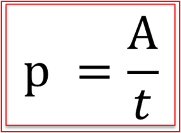 p = A/t